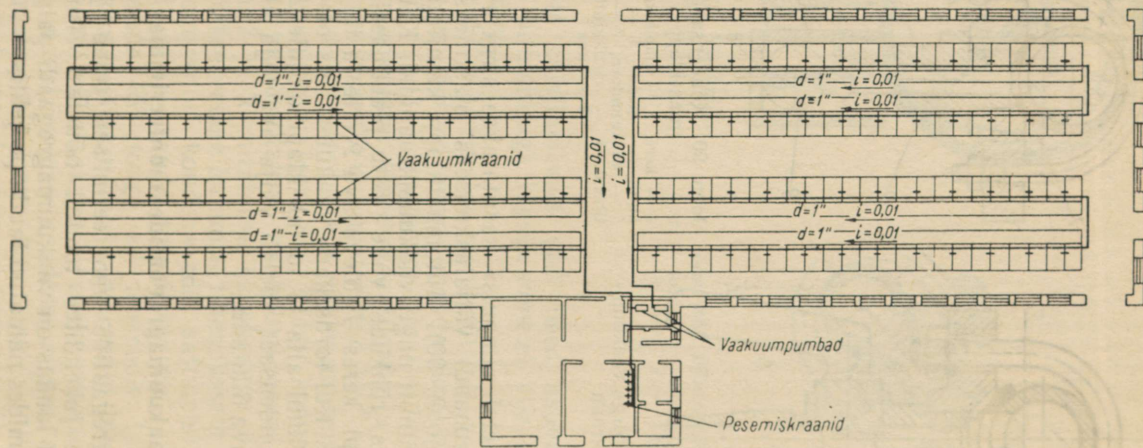 d=1" i=0,01
d=1' i=0,01
d=1" i=0,01
d=1" i=0,01
Vaakuumkraanid
i=0,01
i=0,01
d=1" i=0,01
d=1" i=0,01
d=1" i=0,01
d=1" i=0,01
Vaakuumpumbad
Pesemiskraanid